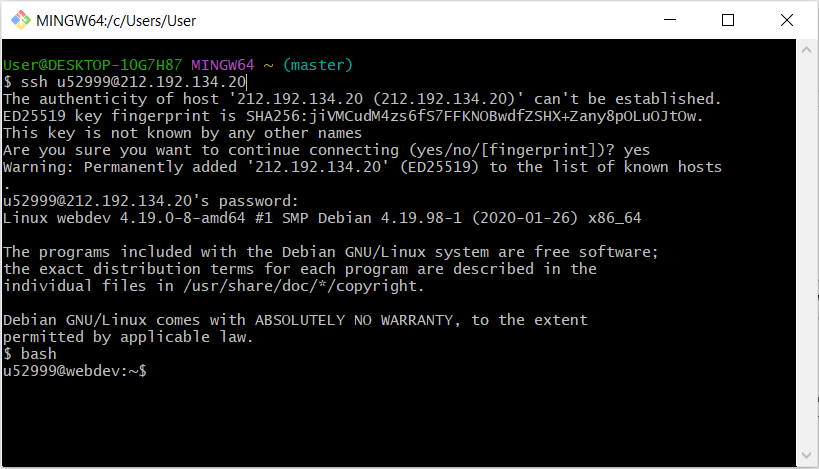 MINGW64:/c/Users/User
User@DESKTOP-1OG7H87 MINGW64 ~ (master)
$ ssh u52999@212.192.134.20
The authenticity of host '212.192.134.20 (212.192.134.20)' can't be established.
ED25519 key fingerprint is SHA256:jiVMCudM4zs6fS7FFKNOBwdfZSHX+Zany8pOLuOJtOw.
This key is not known by any other names
Are you sure you want to continue connecting (yes/no/[fingerprint])? yes
Warning: Permanently added '212.192.134.20' (ED25519) to the list of known hosts
.
u52999@212.192.134.20's password:
Linux webdev 4.19.0-8-amd64 #1 SMP Debian 4.19.98-1 (2020-01-26) x86_64
The programs included with the Debian GNU/Linux system are free software;
the exact distribution terms for each program are described in the
individual files in /usr/share/doc/*/copyright.
Debian GNU/Linux comes with ABSOLUTELY NO WARRANTY, to the extent
permitted by applicable law.
$ bash
u52999@webdev:~$